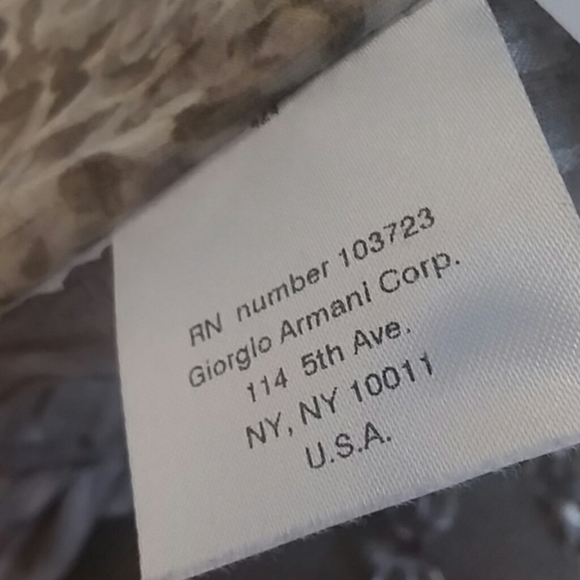 RN number 103723
Giorgio Armani Corp.
114 5th Ave.
NY, NY 10011
U.S.A.